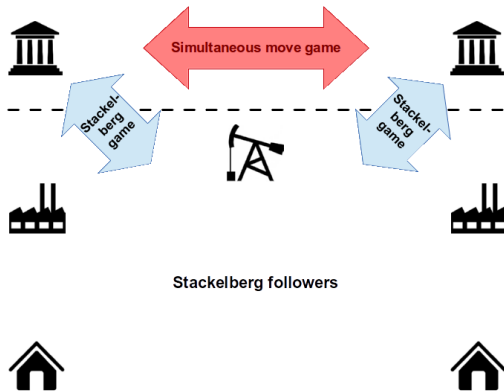 Simultaneous move game
Stackel-
berg
game
Stackel-
berg
game
Stackelberg followers